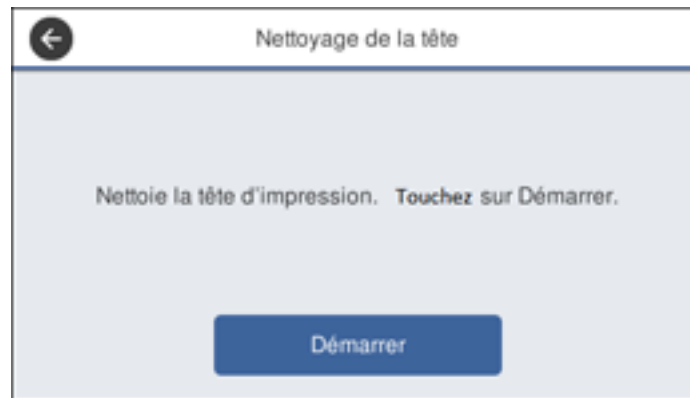 Nettoyage de la tête
Nettoie la tête d'impression. Touchez sur Démarrer.
Démarrer